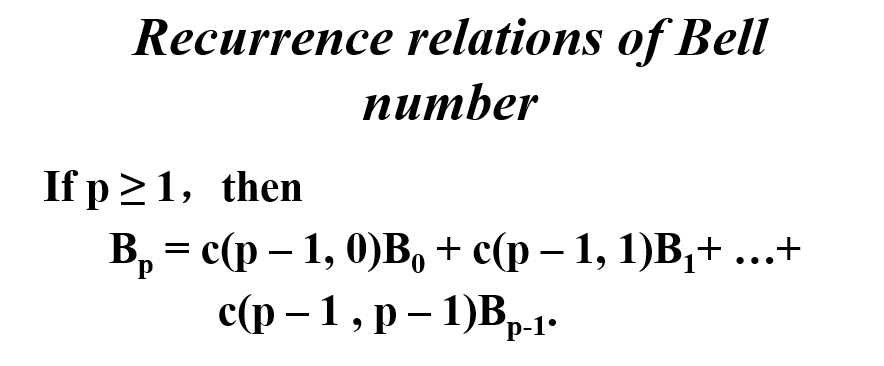 Recurrence relations of Bell
number
If p ≥ 1，then
Bₚ = c(p – 1, 0)B₀ + c(p – 1, 1)B₁+ …+
c(p – 1 , p – 1)Bₚ₋₁.